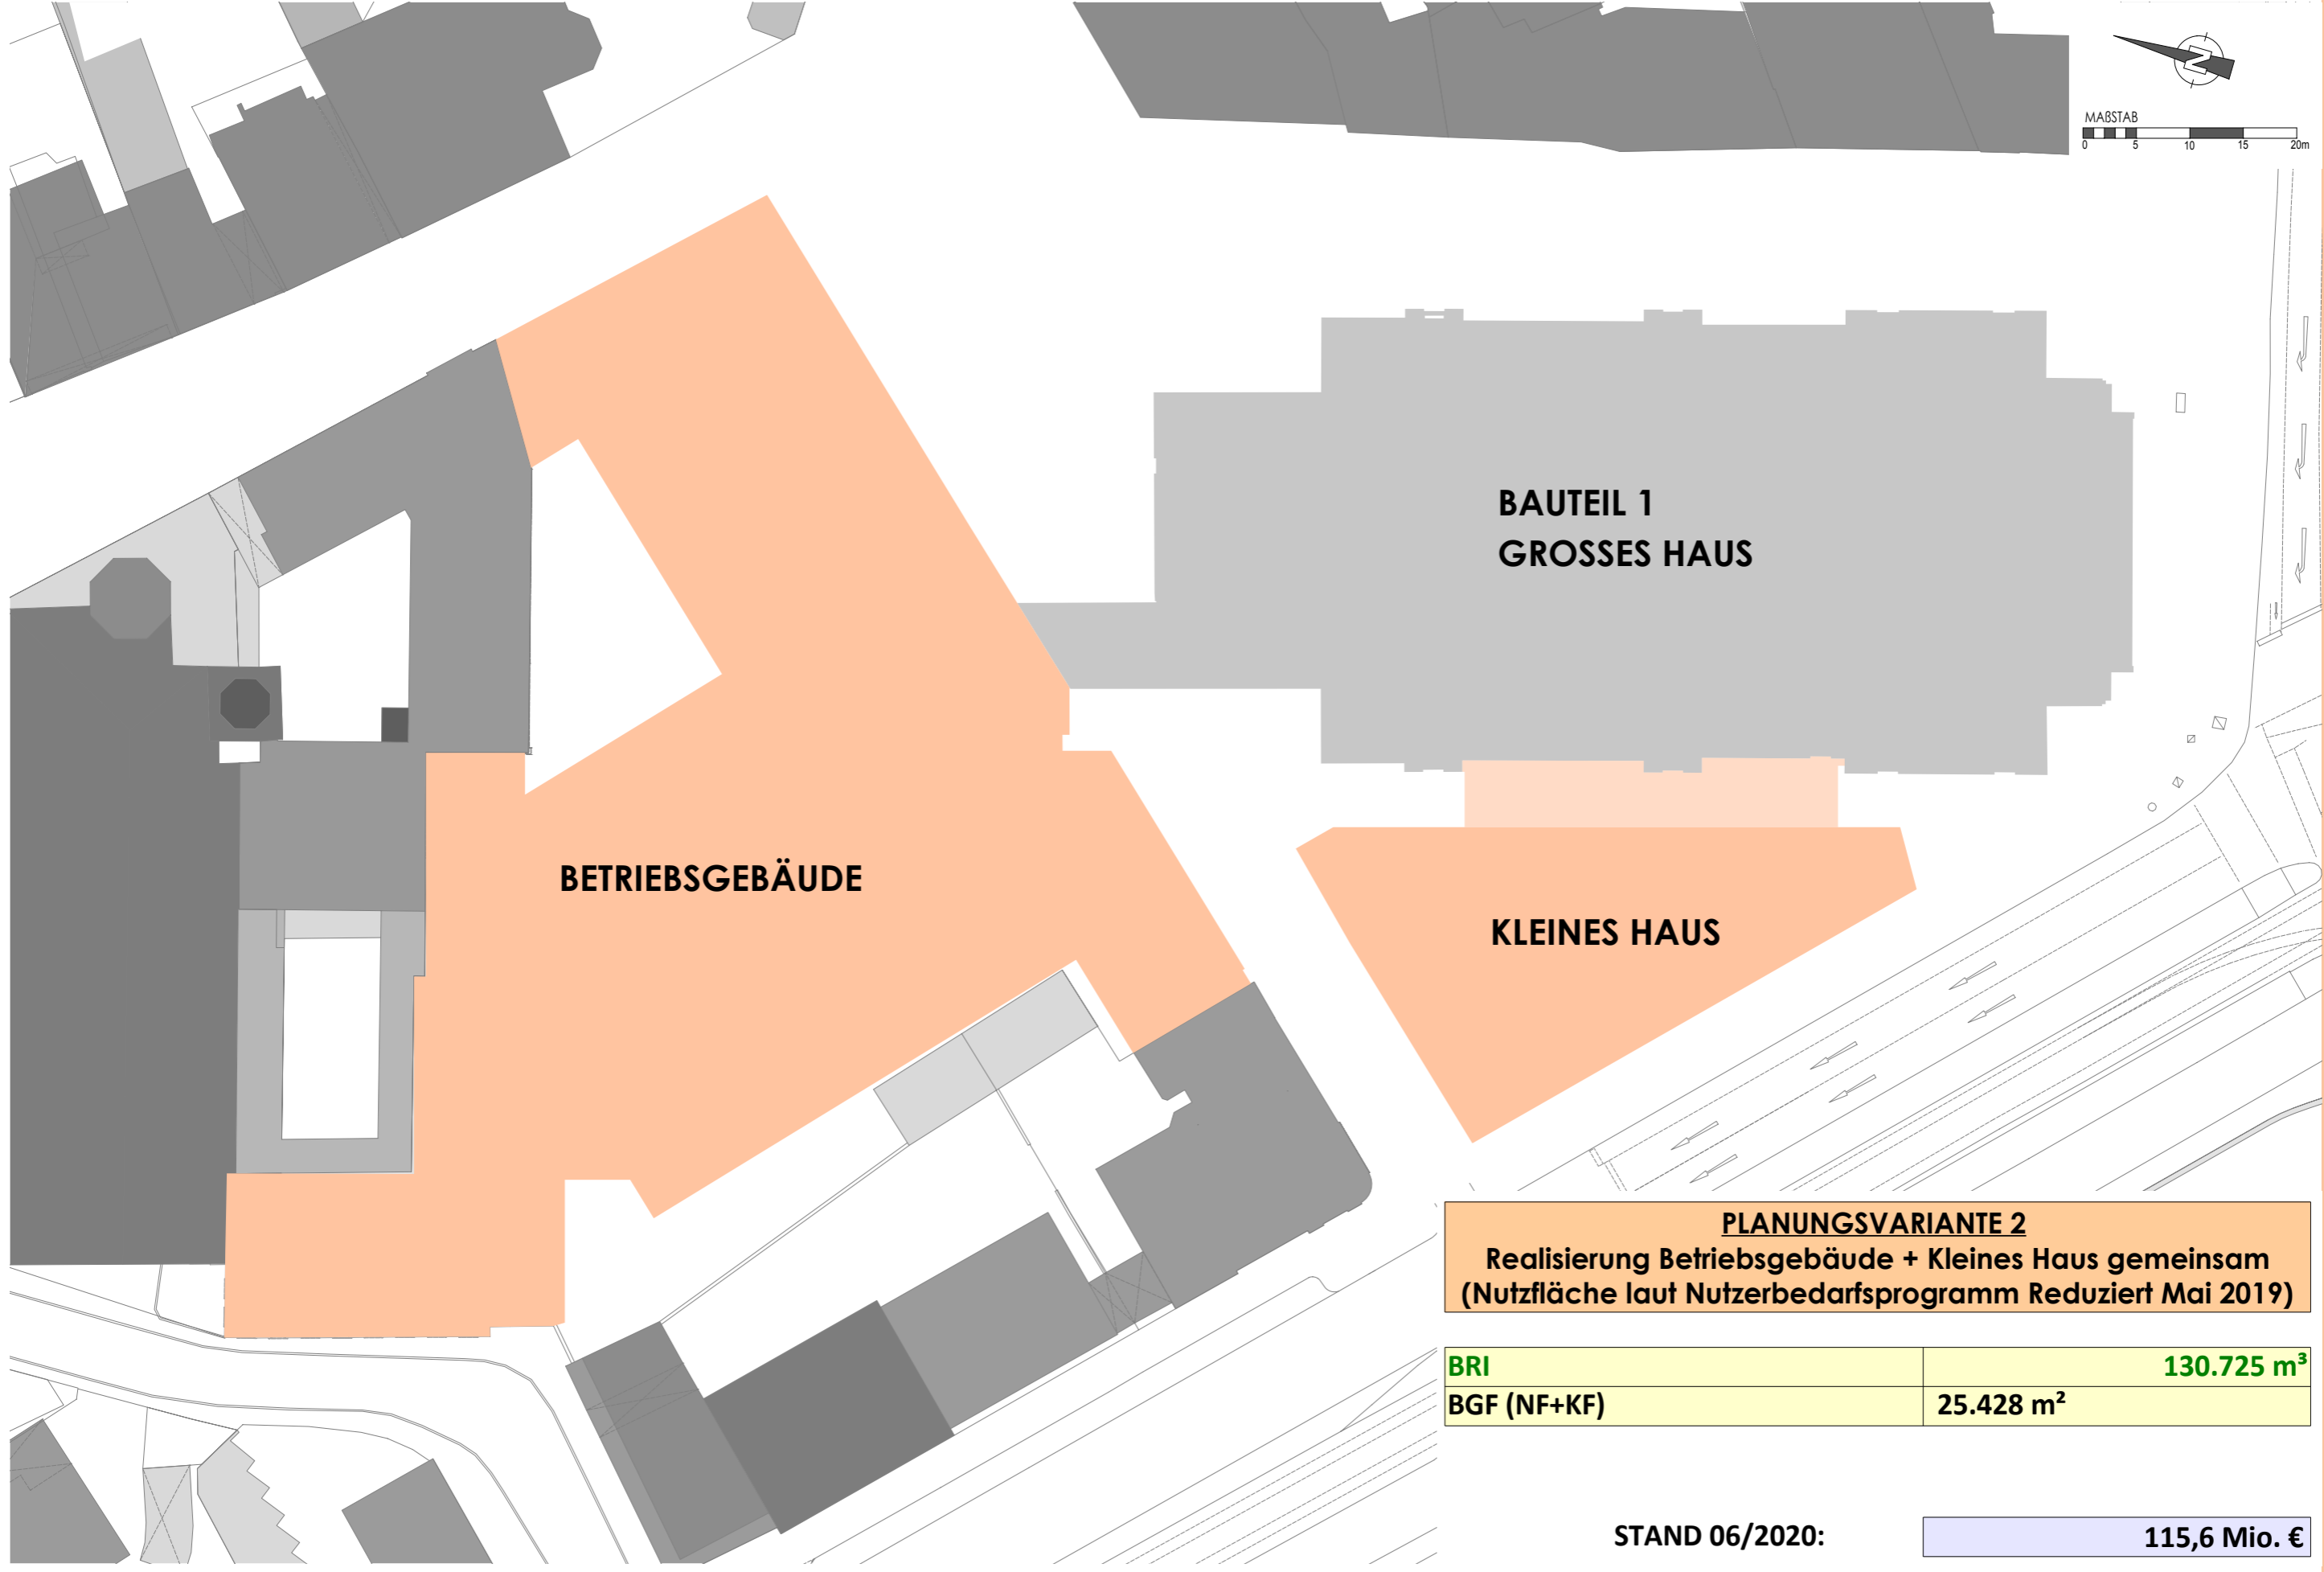 N
MAßSTAB
0 5 10 15 20m
BAUTEIL 1
GROSSES HAUS
BETRIEBSGEBÄUDE
KLEINES HAUS
PLANUNGSVARIANTE 2
Realisierung Betriebsgebäude + Kleines Haus gemeinsam
(Nutzfläche laut Nutzerbedarfsprogramm Reduziert Mai 2019)
BRI 130.725 m³
BGF (NF+KF) 25.428 m²
STAND 06/2020: 115,6 Mio. €